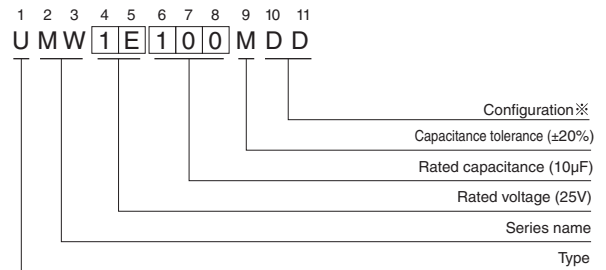 1 2 3 4 5 6 7 8 9 10 11
U M W 1 E 1 0 0 M D D
Configuration※
Capacitance tolerance (±20%)
Rated capacitance (10µF)
Rated voltage (25V)
Series name
Type